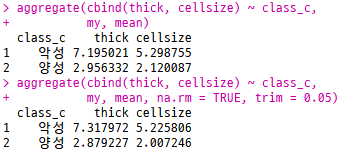 > aggregate(cbind(thick, cellsize) ~ class_c,
+ my, mean)
class_c thick cellsize
1 악성 7.195021 5.298755
2 양성 2.956332 2.120087
> aggregate(cbind(thick, cellsize) ~ class_c,
+ my, mean, na.rm = TRUE, trim = 0.05)
class_c thick cellsize
1 악성 7.317972 5.225806
2 양성 2.879227 2.007246